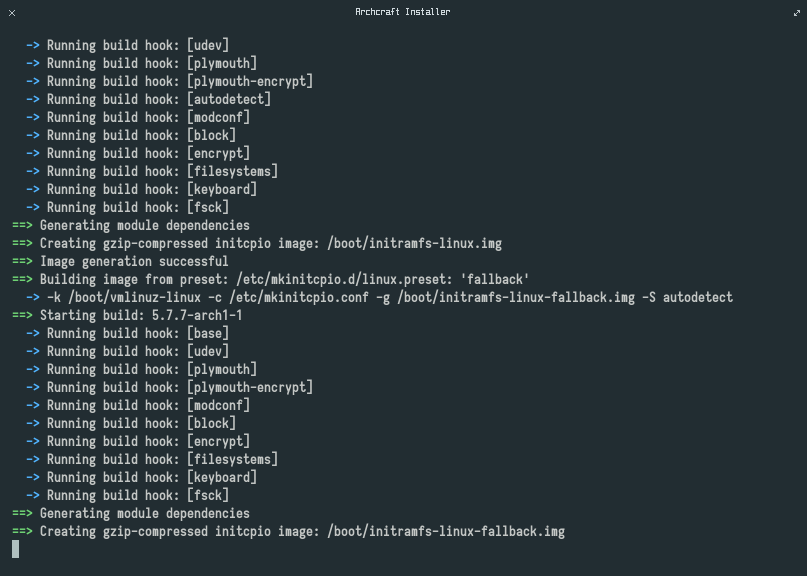 Archcraft Installer
-> Running build hook: [udev]
-> Running build hook: [plymouth]
-> Running build hook: [plymouth-encrypt]
-> Running build hook: [autodetect]
-> Running build hook: [modconf]
-> Running build hook: [block]
-> Running build hook: [encrypt]
-> Running build hook: [filesystems]
-> Running build hook: [keyboard]
-> Running build hook: [fsck]
==> Generating module dependencies
==> Creating gzip-compressed initcpio image: /boot/initramfs-linux.img
==> Image generation successful
==> Building image from preset: /etc/mkinitcpio.d/linux.preset: 'fallback'
-> -k /boot/vmlinuz-linux -c /etc/mkinitcpio.conf -g /boot/initramfs-linux-fallback.img -S autodetect
==> Starting build: 5.7.7-arch1-1
-> Running build hook: [base]
-> Running build hook: [udev]
-> Running build hook: [plymouth]
-> Running build hook: [plymouth-encrypt]
-> Running build hook: [modconf]
-> Running build hook: [block]
-> Running build hook: [encrypt]
-> Running build hook: [filesystems]
-> Running build hook: [keyboard]
-> Running build hook: [fsck]
==> Generating module dependencies
==> Creating gzip-compressed initcpio image: /boot/initramfs-linux-fallback.img